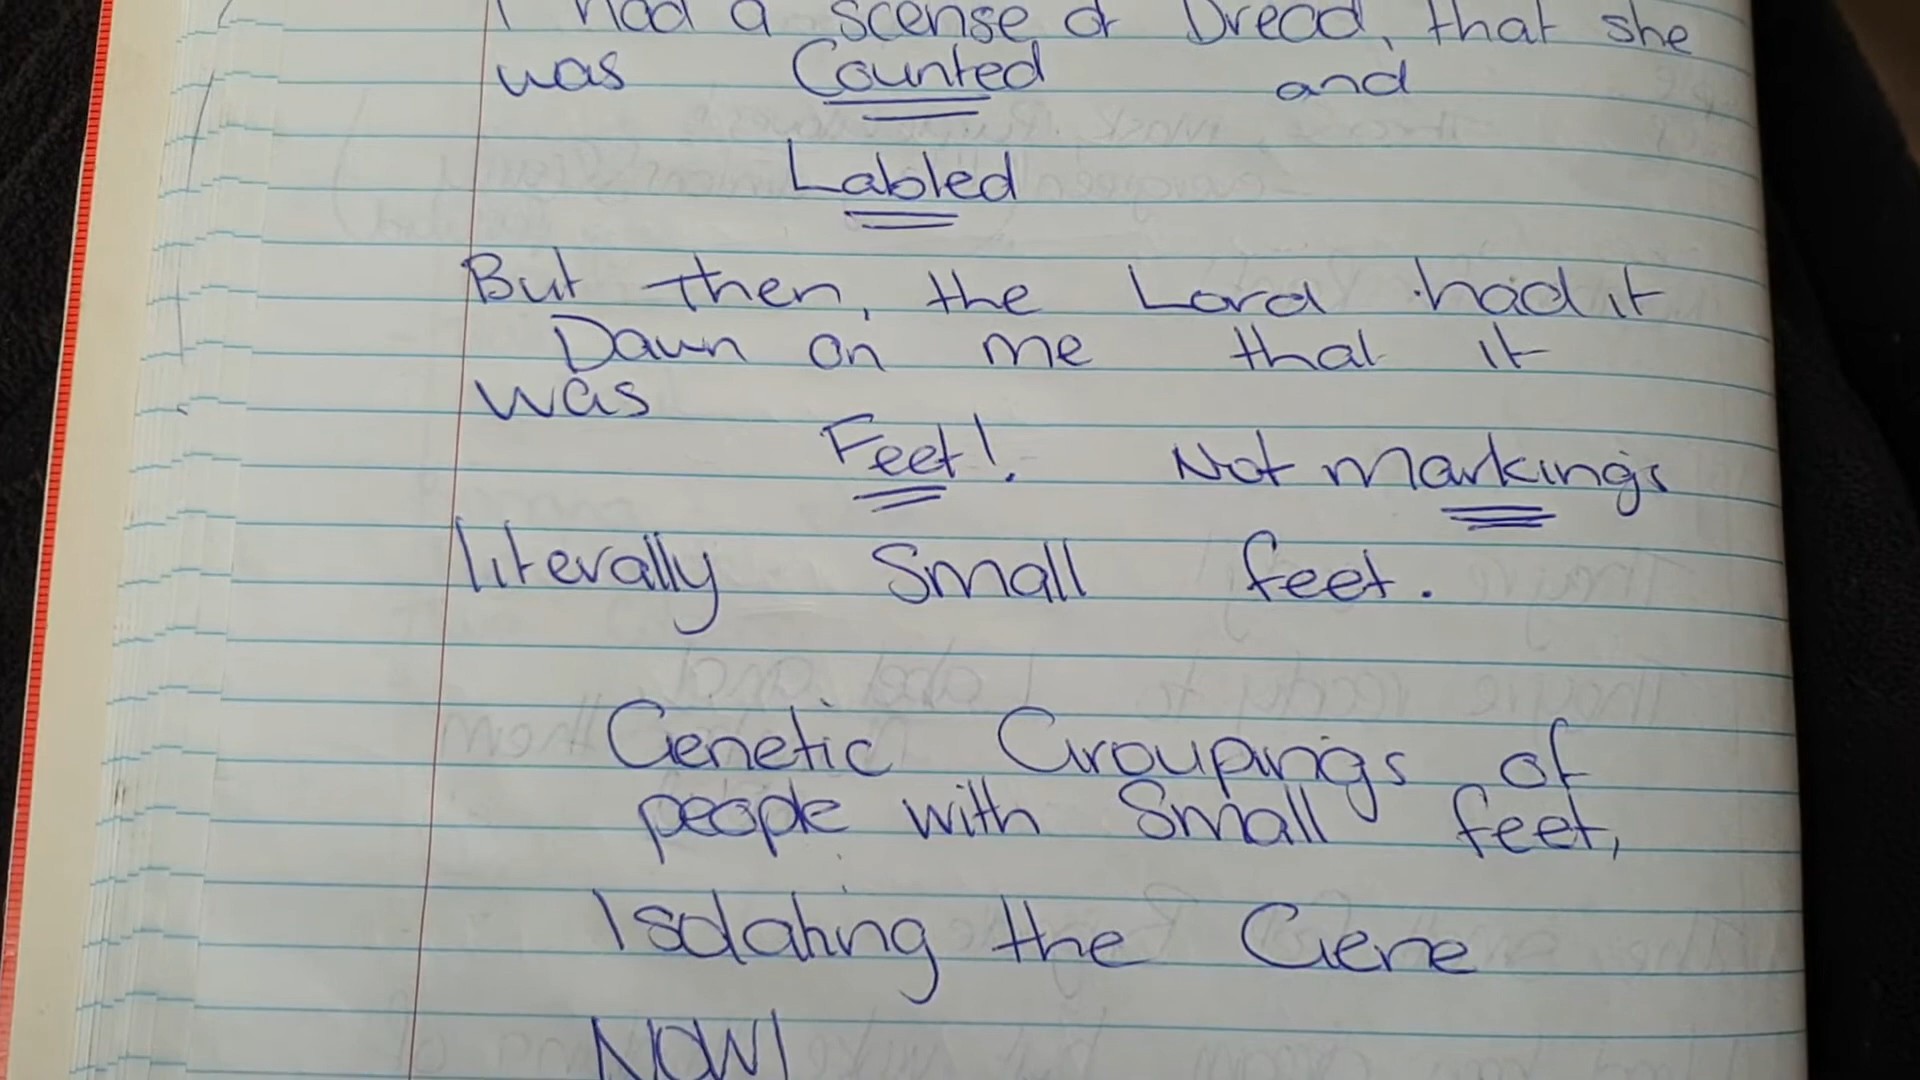 I had a scense of Dread, that she
was Counted and
Labled
But then, the Lord had it
Dawn on me that it
was
Feet! Not markings
literally Small feet.
Genetic Groupings of
people with Small feet,
Isolating the Gene
NOW!